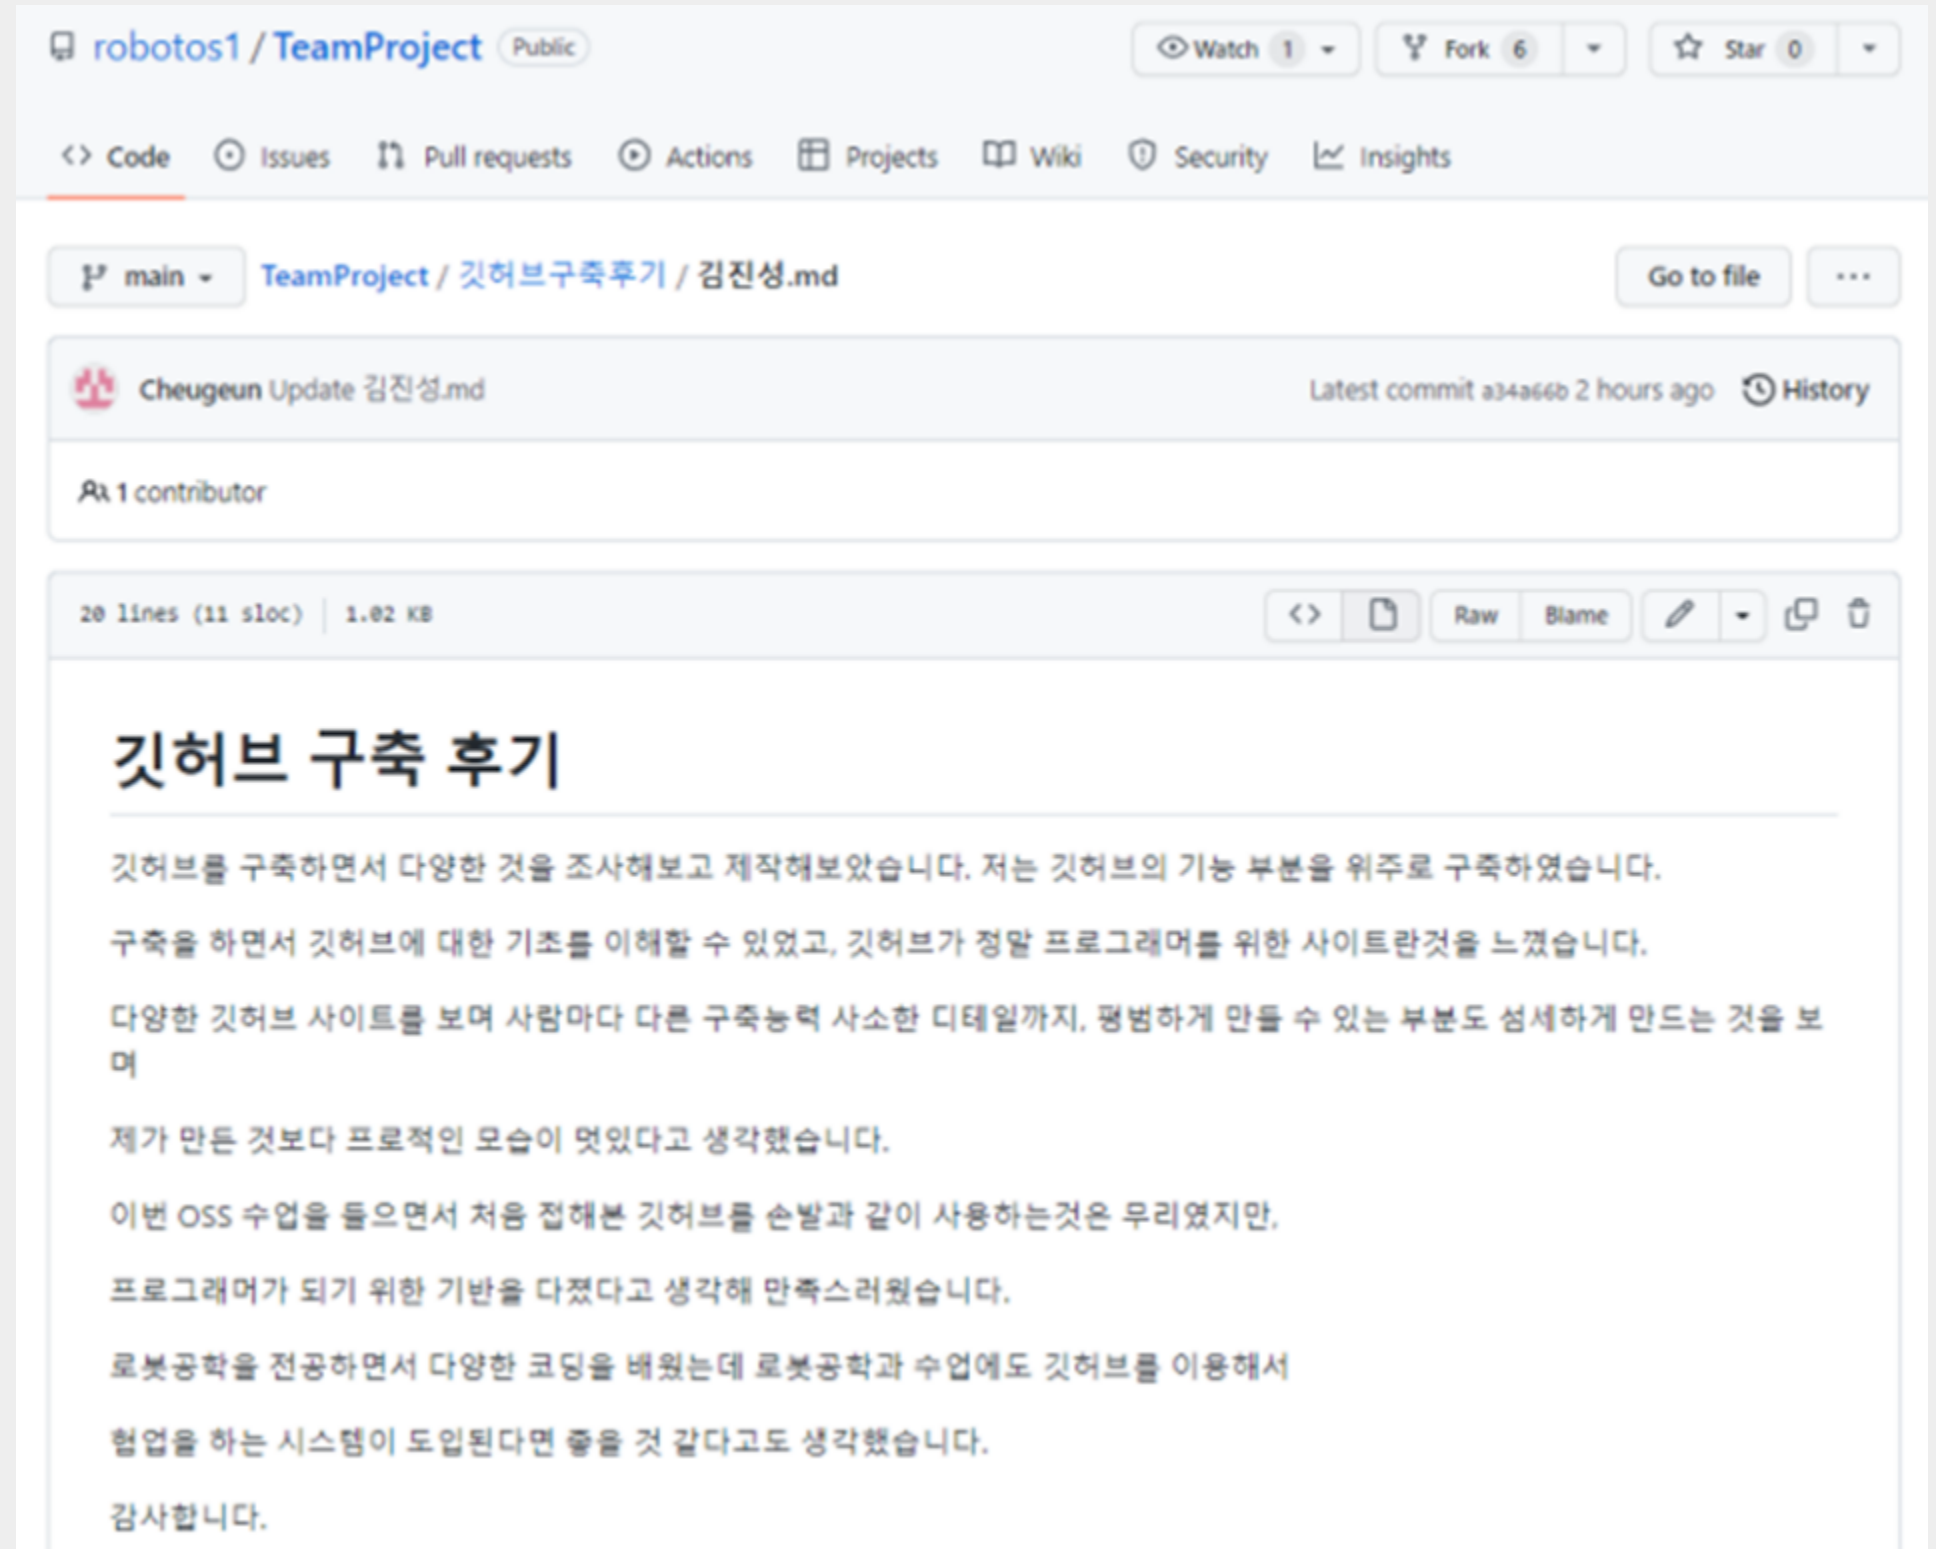 robotos1 / TeamProject Public Watch 1 Fork 6 Star 0
Code Issues Pull requests Actions Projects Wiki Security Insights
main TeamProject / 깃허브구축후기 / 김진성.md Go to file ...
Cheugeun Update 김진성.md Latest commit a34a66b 2 hours ago History
1 contributor
20 lines (11 sloc) 1.02 KB Raw Blame
깃허브 구축 후기
깃허브를 구축하면서 다양한 것을 조사해보고 제작해보았습니다. 저는 깃허브의 기능 부분을 위주로 구축하였습니다.
구축을 하면서 깃허브에 대한 기초를 이해할 수 있었고, 깃허브가 정말 프로그래머를 위한 사이트란것을 느꼈습니다.
다양한 깃허브 사이트를 보며 사람마다 다른 구축능력 사소한 디테일까지, 평범하게 만들 수 있는 부분도 섬세하게 만드는 것을 보
며
제가 만든 것보다 프로적인 모습이 멋있다고 생각했습니다.
이번 OSS 수업을 들으면서 처음 접해본 깃허브를 손발과 같이 사용하는것은 무리였지만,
프로그래머가 되기 위한 기반을 다졌다고 생각해 만족스러웠습니다.
로봇공학을 전공하면서 다양한 코딩을 배웠는데 로봇공학과 수업에도 깃허브를 이용해서
협업을 하는 시스템이 도입된다면 좋을 것 같다고도 생각했습니다.
감사합니다.